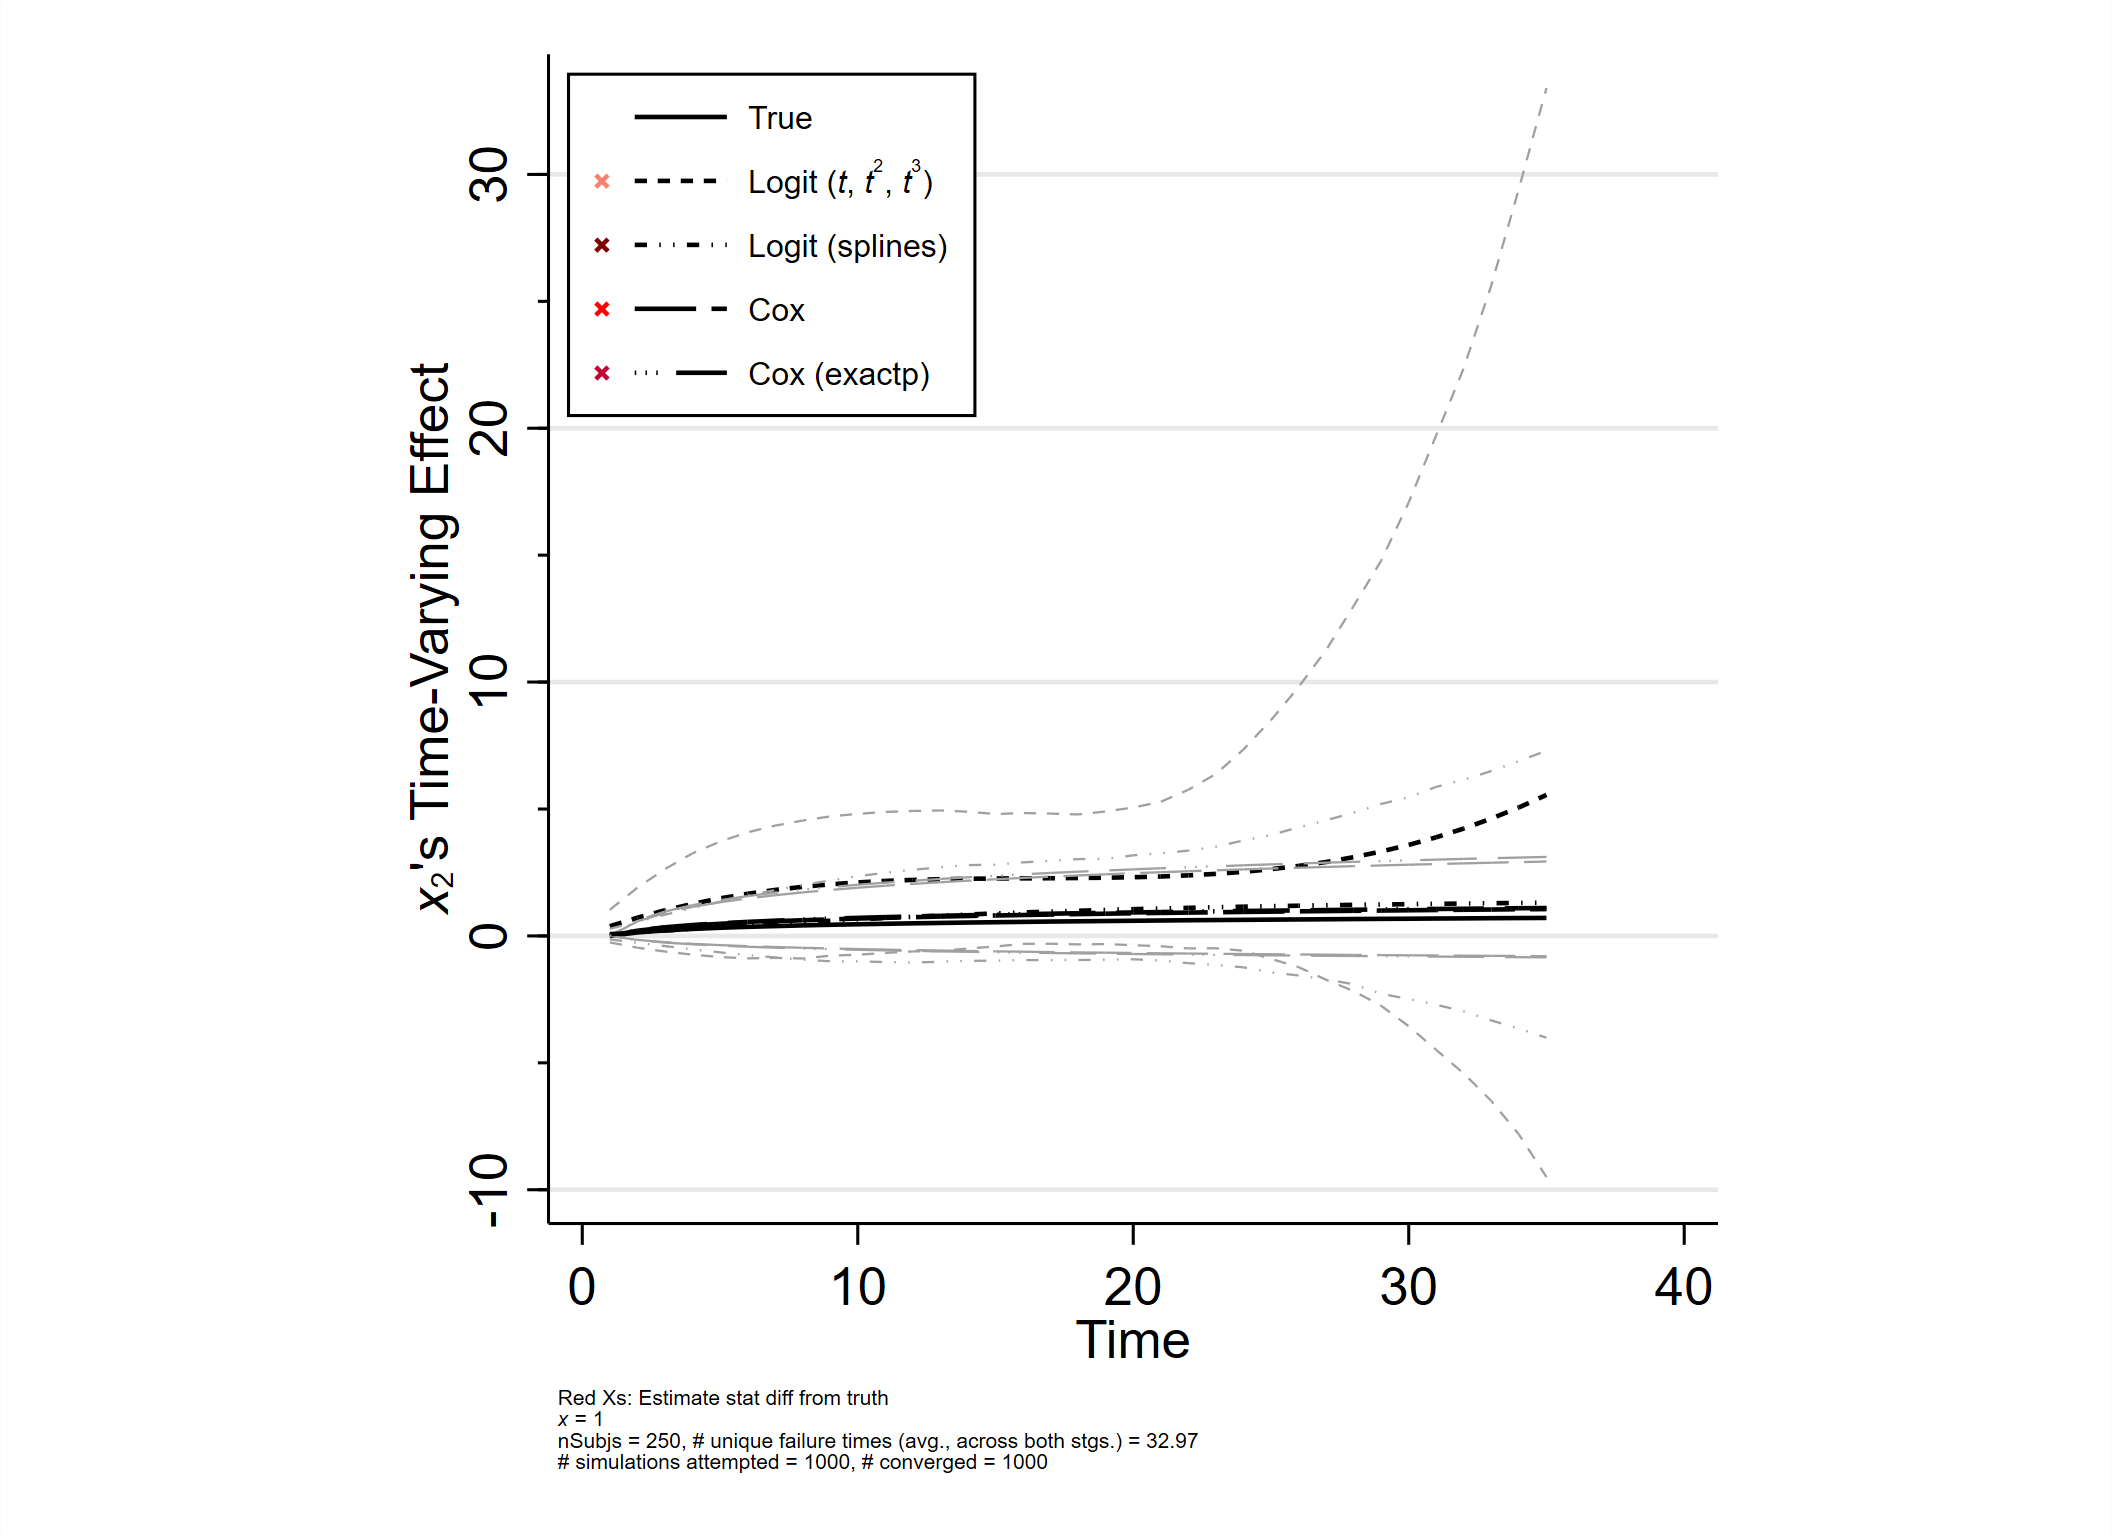 True
Logit (t, t², t³)
Logit (splines)
Cox
Cox (exactp)
x₂'s Time-Varying Effect
30
20
10
0
-10
0 10 20 30 40
Time
Red Xs: Estimate stat diff from truth
x = 1
nSubjs = 250, # unique failure times (avg., across both stgs.) = 32.97
# simulations attempted = 1000, # converged = 1000